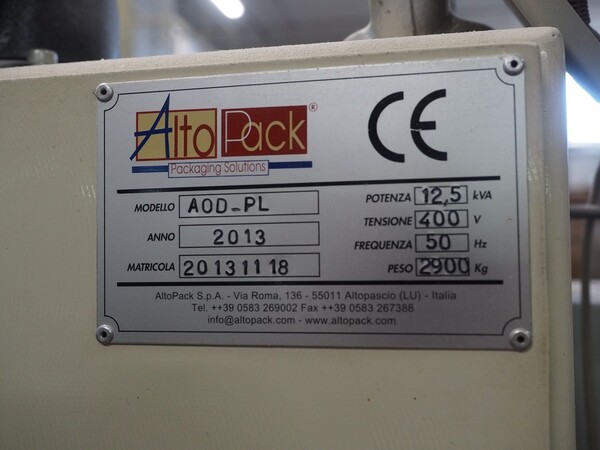 AltoPack®
Packaging Solutions
CE
MODELLO AOD-PL
ANNO 2013
MATRICOLA 20131118
POTENZA 12,5 kVA
TENSIONE 400 V
FREQUENZA 50 Hz
PESO 2900 Kg
AltoPack S.p.A. - Via Roma, 136 - 55011 Altopascio (LU) - Italia
Tel. ++39 0583 269002 Fax ++39 0583 267388
info@altopack.com - www.altopack.com